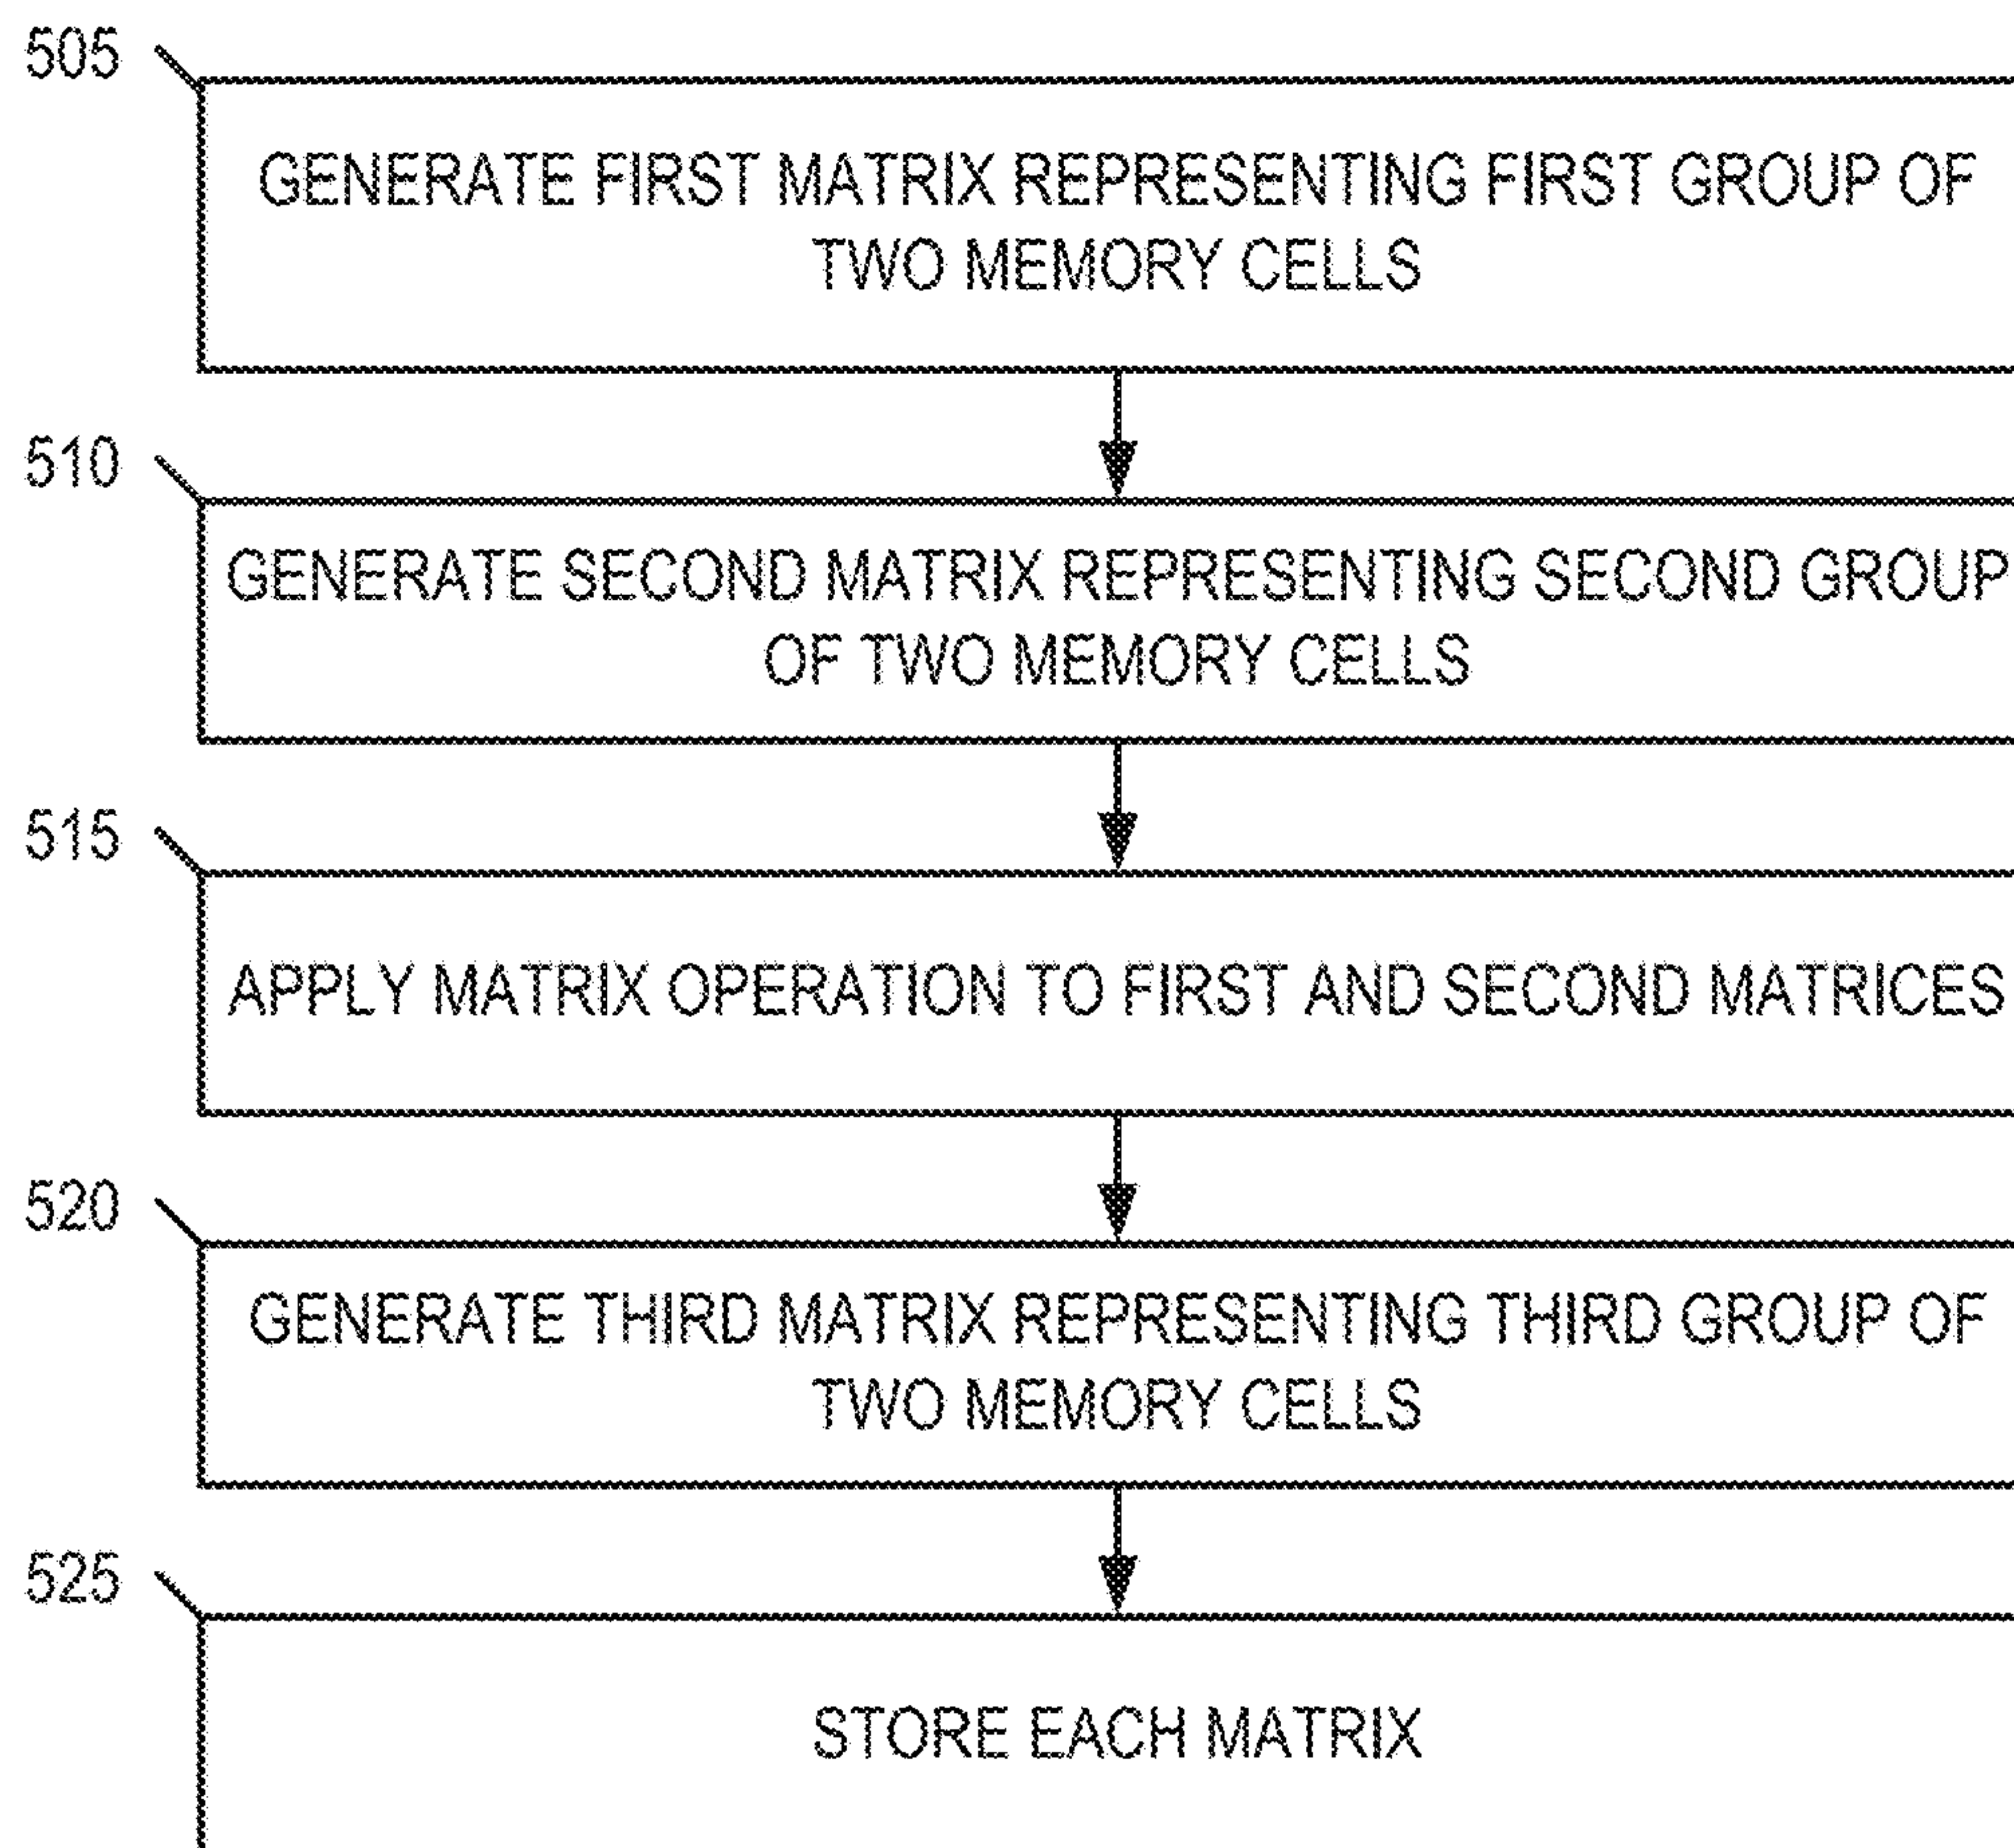 505
GENERATE FIRST MATRIX REPRESENTING FIRST GROUP OF
TWO MEMORY CELLS
510
GENERATE SECOND MATRIX REPRESENTING SECOND GROUP
OF TWO MEMORY CELLS
515
APPLY MATRIX OPERATION TO FIRST AND SECOND MATRICES
520
GENERATE THIRD MATRIX REPRESENTING THIRD GROUP OF
TWO MEMORY CELLS
525
STORE EACH MATRIX